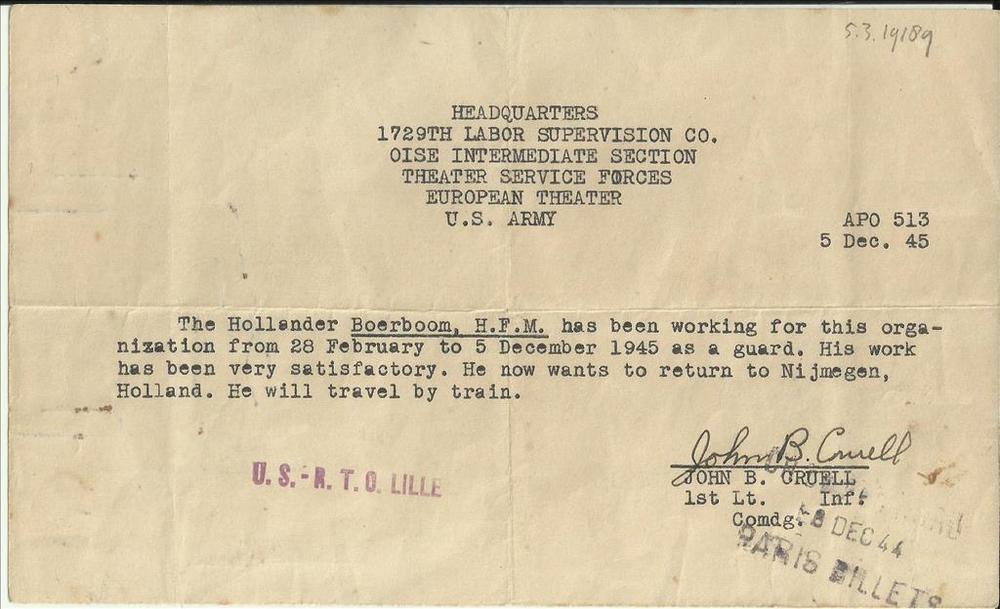 5.3.19189
HEADQUARTERS
1729TH LABOR SUPERVISION CO.
OISE INTERMEDIATE SECTION
THEATER SERVICE FORCES
EUROPEAN THEATER
U.S. ARMY
APO 513
5 Dec. 45
The Hollander Boerboom, H.F.M. has been working for this orga-
nization from 28 February to 5 December 1945 as a guard. His work
has been very satisfactory. He now wants to return to Nijmegen,
Holland. He will travel by train.
John B. Cruell
JOHN B. CRUELL
1st Lt. Inf.
Comdg.
U.S.-R.T.O. LILLE
8 DEC 44
PARIS BILLETS